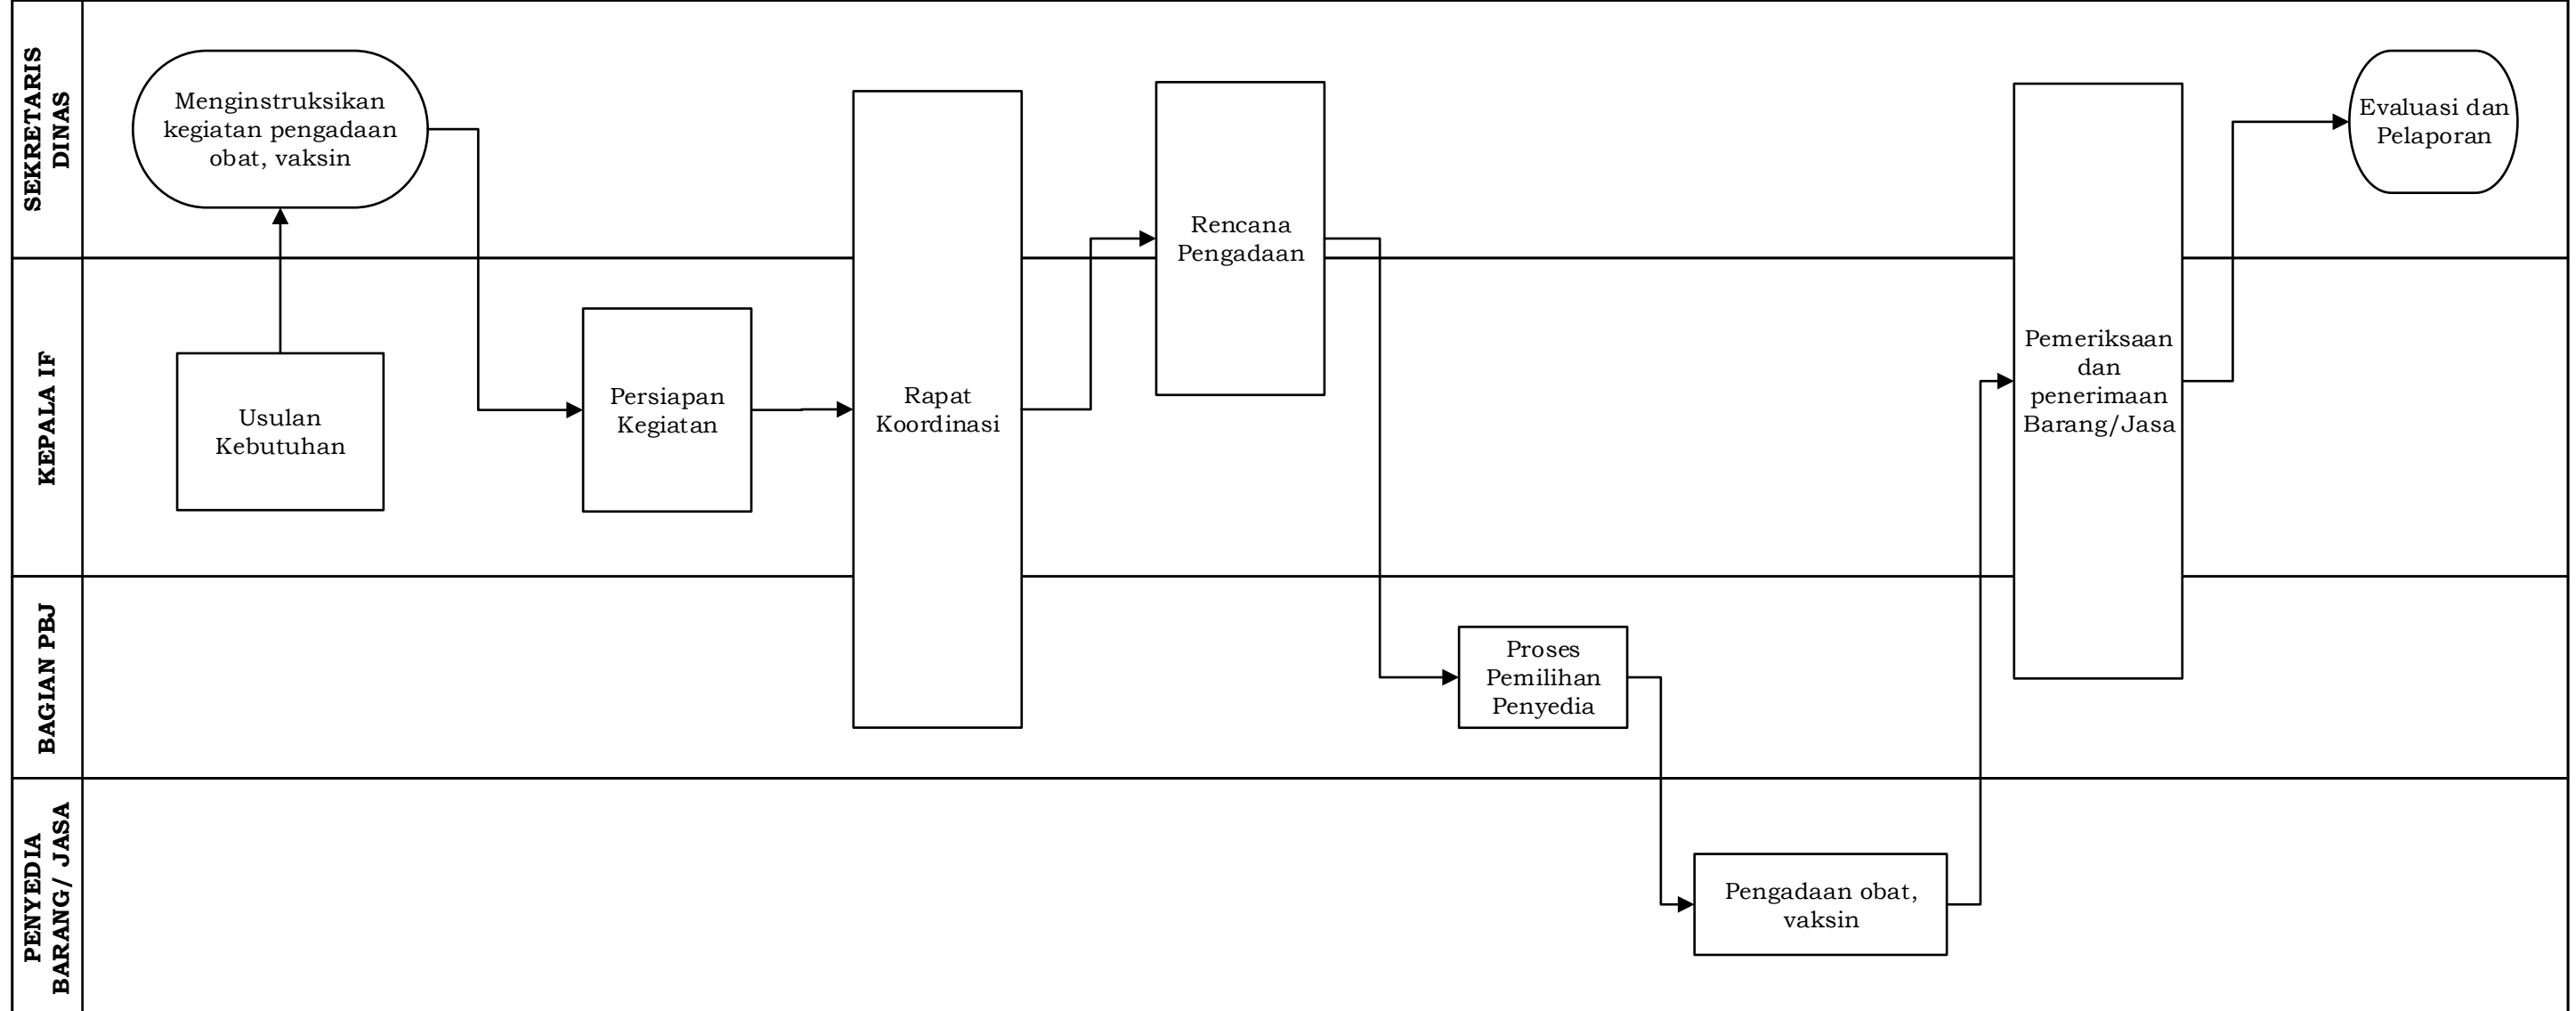 SEKRETARIS
DINAS
Menginstruksikan
kegiatan pengadaan
obat, vaksin
Rencana
Pengadaan
Evaluasi dan
Pelaporan
KEPALA IF
Usulan
Kebutuhan
Persiapan
Kegiatan
Rapat
Koordinasi
Pemeriksaan
dan
penerimaan
Barang/Jasa
BAGIAN PBJ
Proses
Pemilihan
Penyedia
PENYEDIA
BARANG/ JASA
Pengadaan obat,
vaksin